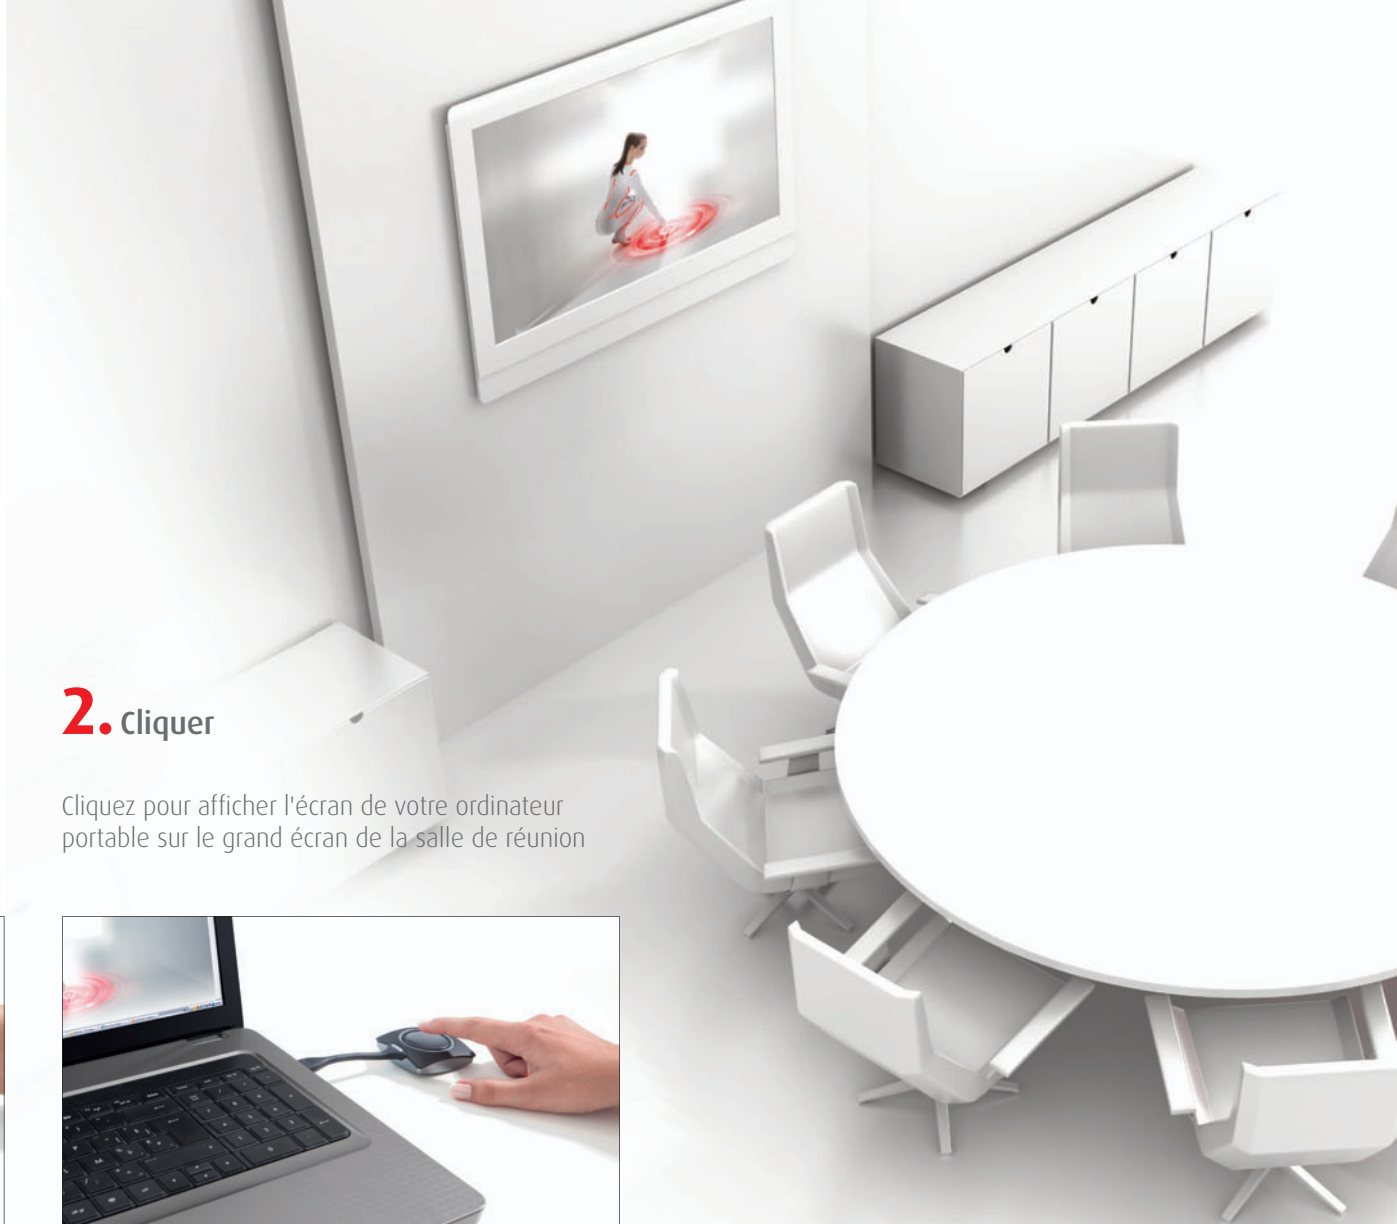 2. Cliquer
Cliquez pour afficher l'écran de votre ordinateur
portable sur le grand écran de la salle de réunion